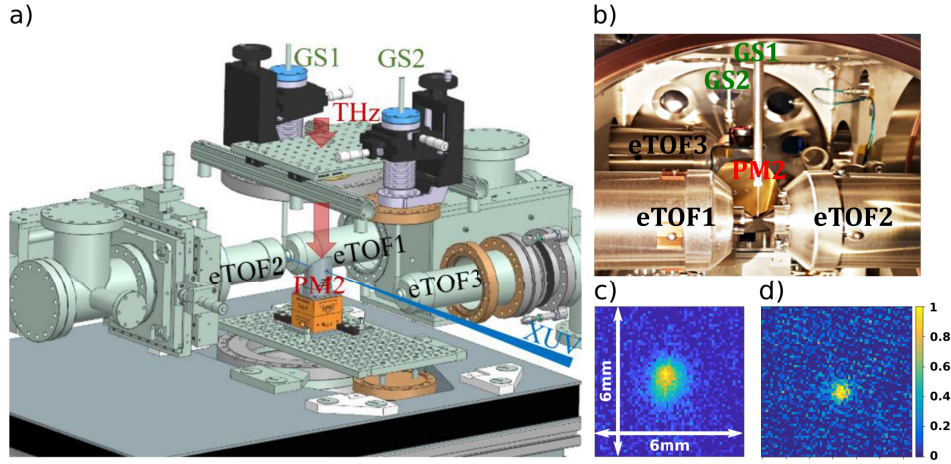 a)
GS1
GS2
THz
eTOF2
eTOF1
eTOF3
PM2
XUV
b)
GS1
GS2
eTOF3
PM2
eTOF1
eTOF2
c)
6mm
6mm
d)
1
0.8
0.6
0.4
0.2
0